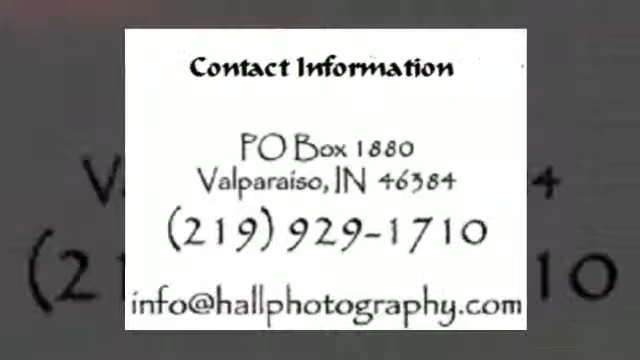 Contact Information
PO Box 1880
Valparaiso, IN 46384
(219) 929-1710
info@hallphotography.com